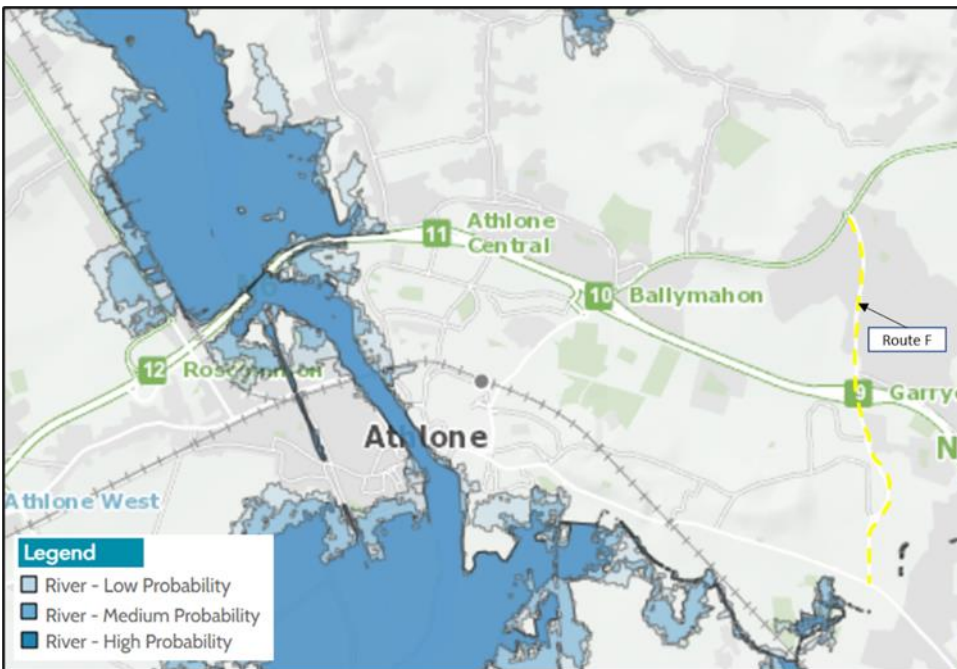 11 Athlone
Central
10 Ballymahon
Route F
12
9
Athlone
N
Athlone West
Legend
River - Low Probability
River - Medium Probability
River - High Probability